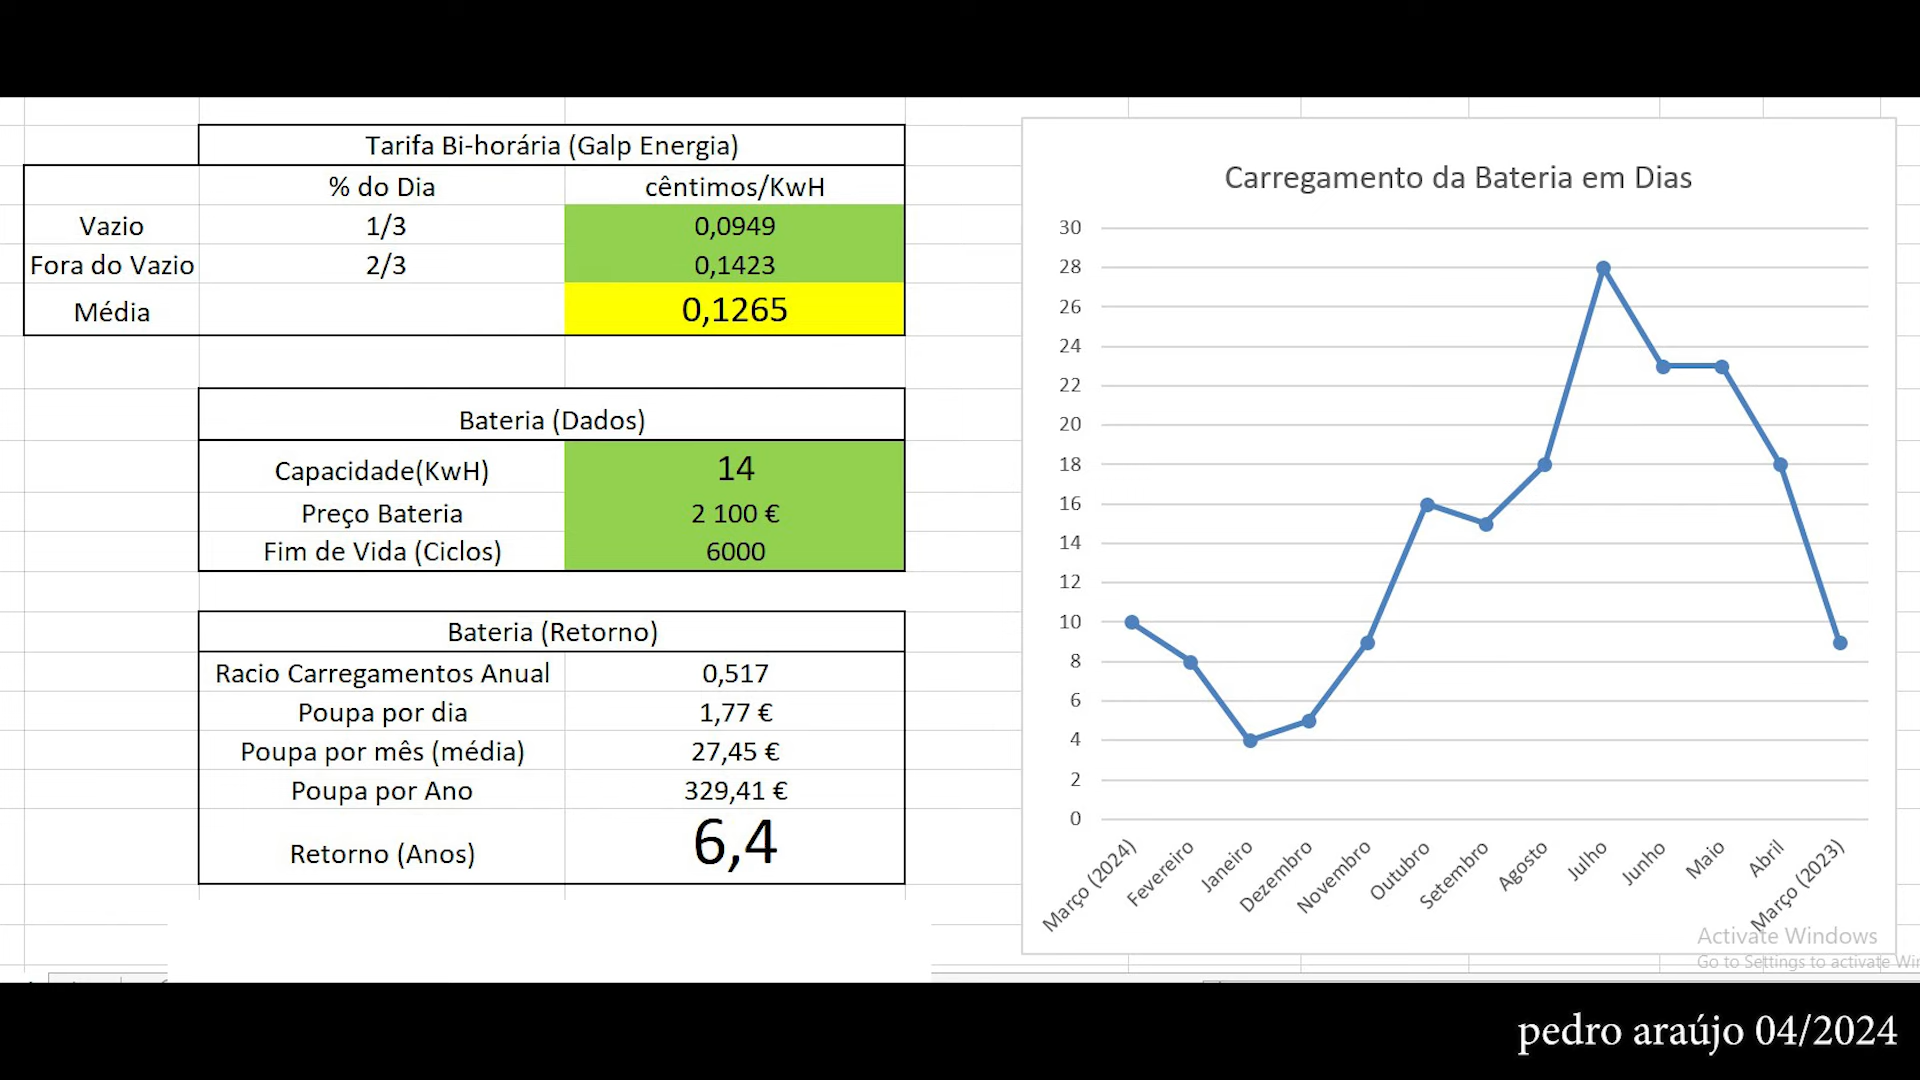 Tarifa Bi-horária (Galp Energia)
% do Dia cêntimos/KwH
Vazio 1/3 0,0949
Fora do Vazio 2/3 0,1423
Média 0,1265
Bateria (Dados)
Capacidade(KwH) 14
Preço Bateria 2 100 €
Fim de Vida (Ciclos) 6000
Bateria (Retorno)
Racio Carregamentos Anual 0,517
Poupa por dia 1,77 €
Poupa por mês (média) 27,45 €
Poupa por Ano 329,41 €
Retorno (Anos) 6,4
Carregamento da Bateria em Dias
30
28
26
24
22
20
18
16
14
12
10
8
6
4
2
0
Março (2024) Fevereiro Janeiro Dezembro Novembro Outubro Setembro Agosto Julho Junho Maio Abril Março (2023)
Activate Windows
Go to Settings to activate Wi
pedro araújo 04/2024